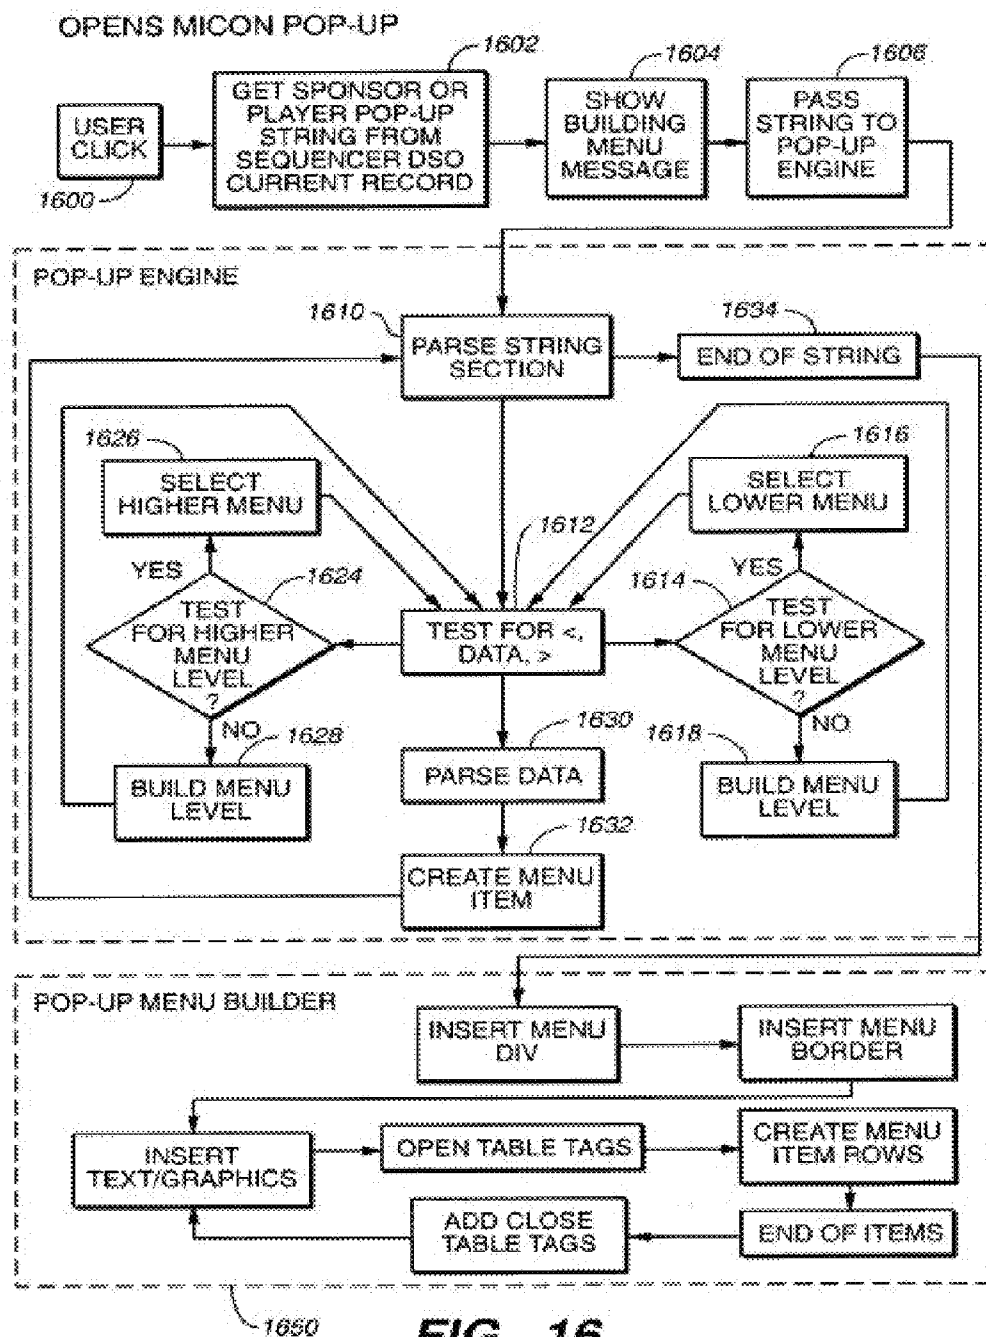 OPENS MICON POP-UP
1602
1604
1606
USER
CLICK
1600
GET SPONSOR OR
PLAYER POP-UP
STRING FROM
SEQUENCER DSO
CURRENT RECORD
SHOW
BUILDING
MENU
MESSAGE
PASS
STRING TO
POP-UP
ENGINE
POP-UP ENGINE
1610
PARSE STRING
SECTION
1634
END OF STRING
1626
SELECT
HIGHER MENU
1616
SELECT
LOWER MENU
1612
TEST FOR <,
DATA, >
YES
1624
TEST
FOR HIGHER
MENU
LEVEL
?
NO
1628
BUILD MENU
LEVEL
YES
1614
TEST
FOR LOWER
MENU
LEVEL
?
NO
1618
BUILD MENU
LEVEL
1630
PARSE DATA
1632
CREATE MENU
ITEM
POP-UP MENU BUILDER
INSERT MENU
DIV
INSERT MENU
BORDER
INSERT
TEXT/GRAPHICS
OPEN TABLE TAGS
CREATE MENU
ITEM ROWS
ADD CLOSE
TABLE TAGS
END OF ITEMS
1650
FIG._16